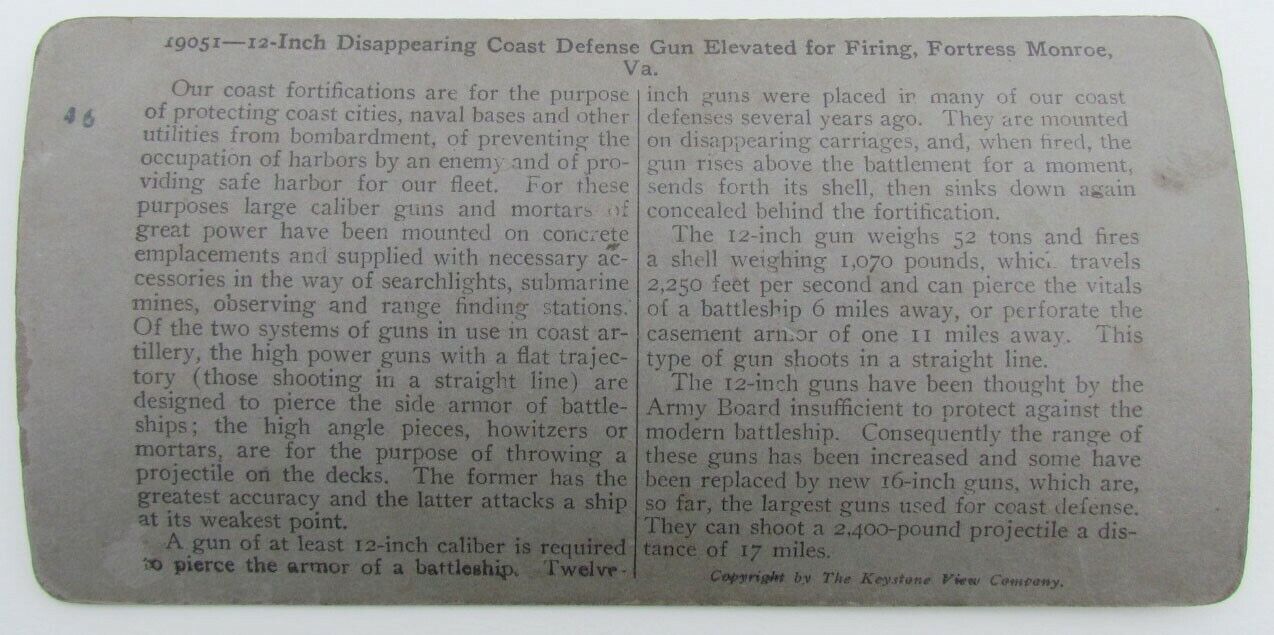 19051—12-Inch Disappearing Coast Defense Gun Elevated for Firing, Fortress Monroe,
Va.
46
Our coast fortifications are for the purpose
of protecting coast cities, naval bases and other
utilities from bombardment, of preventing the
occupation of harbors by an enemy and of pro-
viding safe harbor for our fleet. For these
purposes large caliber guns and mortars of
great power have been mounted on concrete
emplacements and supplied with necessary ac-
cessories in the way of searchlights, submarine
mines, observing and range finding stations.
Of the two systems of guns in use in coast ar-
tillery, the high power guns with a flat trajec-
tory (those shooting in a straight line) are
designed to pierce the side armor of battle-
ships; the high angle pieces, howitzers or
mortars, are for the purpose of throwing a
projectile on the decks. The former has the
greatest accuracy and the latter attacks a ship
at its weakest point.
A gun of at least 12-inch caliber is required
to pierce the armor of a battleship. Twelve-
inch guns were placed in many of our coast
defenses several years ago. They are mounted
on disappearing carriages, and, when fired, the
gun rises above the battlement for a moment,
sends forth its shell, then sinks down again
concealed behind the fortification.
The 12-inch gun weighs 52 tons and fires
a shell weighing 1,070 pounds, which travels
2,250 feet per second and can pierce the vitals
of a battleship 6 miles away, or perforate the
casement armor of one 11 miles away. This
type of gun shoots in a straight line.
The 12-inch guns have been thought by the
Army Board insufficient to protect against the
modern battleship. Consequently the range of
these guns has been increased and some have
been replaced by new 16-inch guns, which are,
so far, the largest guns used for coast defense.
They can shoot a 2,400-pound projectile a dis-
tance of 17 miles.
Copyright by The Keystone View Company.